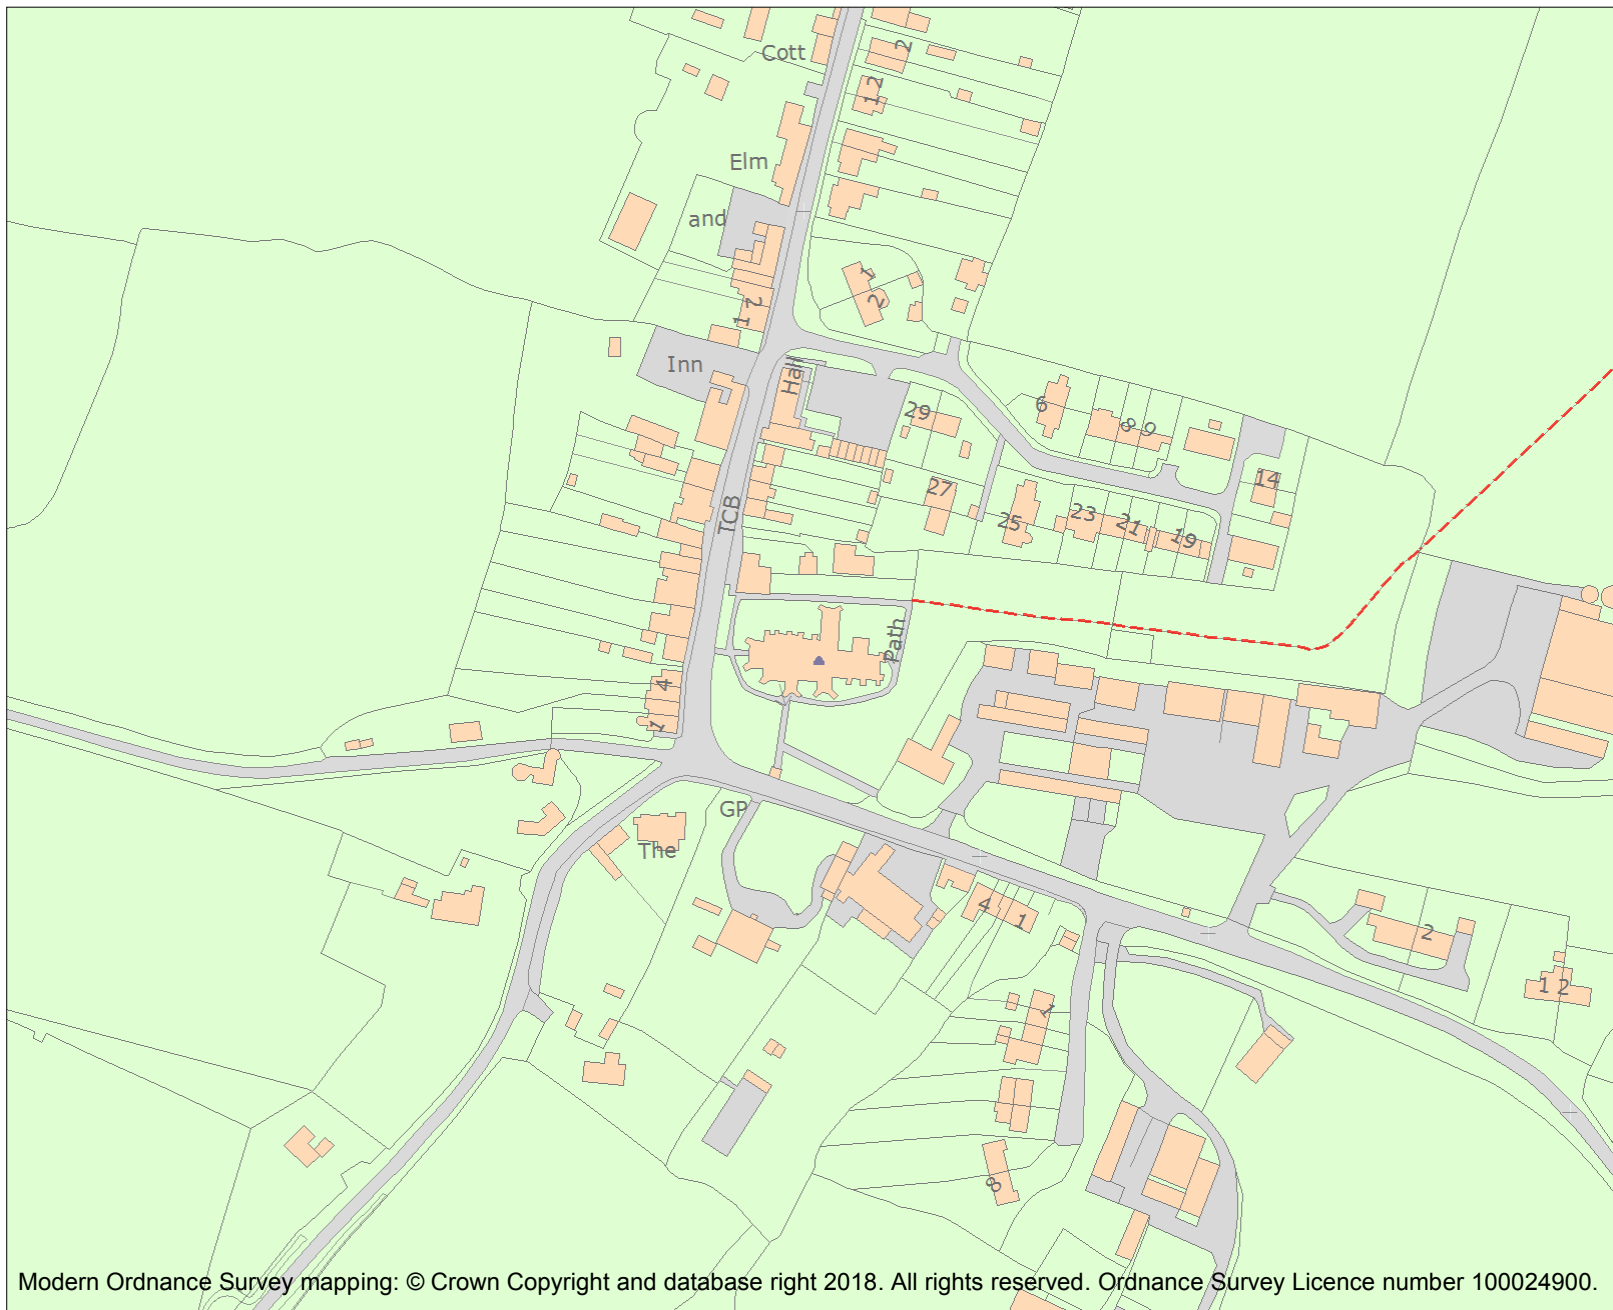 Cott
2
1 2
Elm
and
1
2
1 2
Inn
Hall
29
6
8 9
14
27
25
23
21
19
TCB
Path
4
1
GP
The
4
1
2
1 2
1
8
Modern Ordnance Survey mapping: © Crown Copyright and database right 2018. All rights reserved. Ordnance Survey Licence number 100024900.